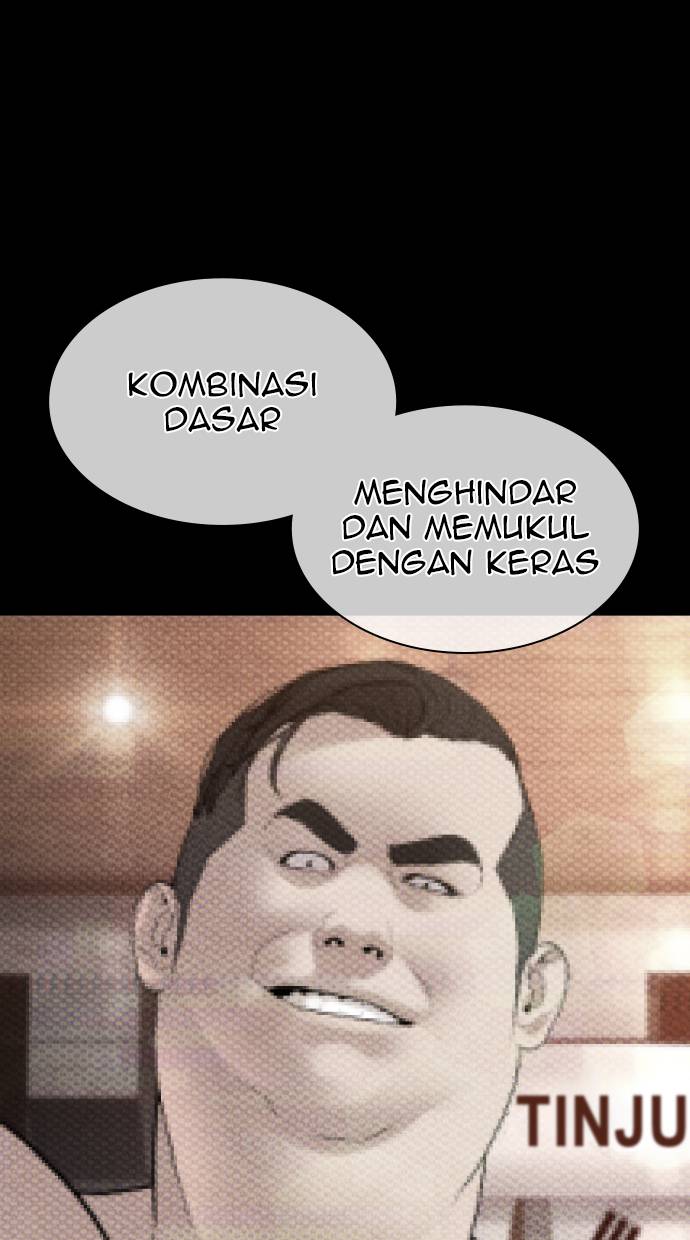 KOMBINASI
DASAR
MENGHINDAR
DAN MEMUKUL
DENGAN KERAS
TINJU